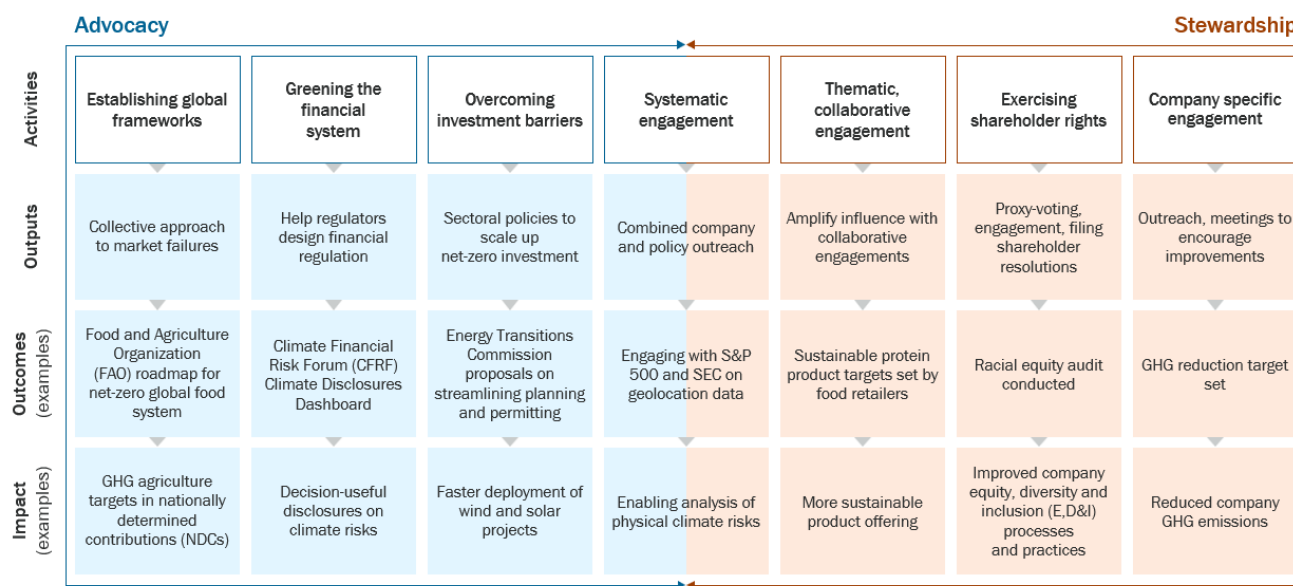 Advocacy
Stewardship
Activities
Establishing global
frameworks
Greening the
financial
system
Overcoming
investment barriers
Systematic
engagement
Thematic,
collaborative
engagement
Exercising
shareholder rights
Company specific
engagement
Outputs
Collective approach
to market failures
Help regulators
design financial
regulation
Sectoral policies to
scale up
net-zero investment
Combined company
and policy outreach
Amplify influence with
collaborative
engagements
Proxy-voting,
engagement, filing
shareholder
resolutions
Outreach, meetings to
encourage
improvements
Outcomes
(examples)
Food and Agriculture
Organization
(FAO) roadmap for
net-zero global food
system
Climate Financial
Risk Forum (CFRF)
Climate Disclosures
Dashboard
Energy Transitions
Commission
proposals on
streamlining planning
and permitting
Engaging with S&P
500 and SEC on
geolocation data
Sustainable protein
product targets set by
food retailers
Racial equity audit
conducted
GHG reduction target
set
Impact
(examples)
GHG agriculture
targets in nationally
determined
contributions (NDCs)
Decision-useful
disclosures on
climate risks
Faster deployment of
wind and solar
projects
Enabling analysis of
physical climate risks
More sustainable
product offering
Improved company
equity, diversity and
inclusion (E,D&I)
processes
and practices
Reduced company
GHG emissions